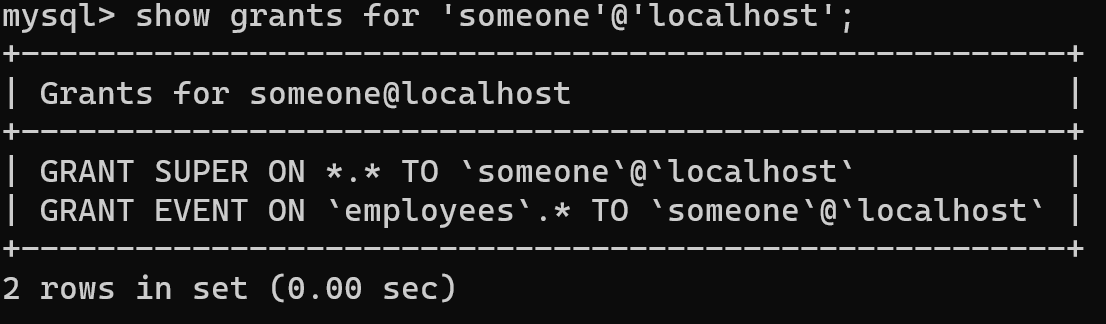 mysql> show grants for 'someone'@'localhost';
+------------------------------------------------------+
| Grants for someone@localhost                         |
+------------------------------------------------------+
| GRANT SUPER ON *.* TO `someone`@`localhost`          |
| GRANT EVENT ON `employees`.* TO `someone`@`localhost` |
+------------------------------------------------------+
2 rows in set (0.00 sec)